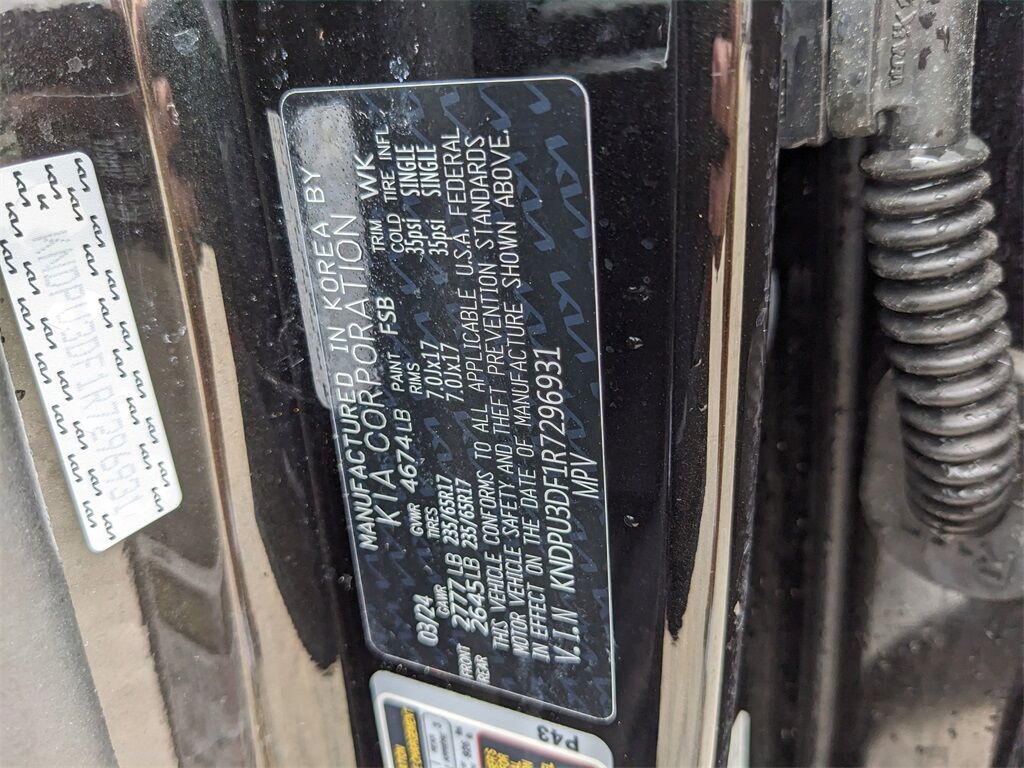 MANUFACTURED IN KOREA BY
KIA CORPORATION
03/24 GVWR 4674LB PAINT FSB TRIM WK
GAWR TIRES RIMS COLD TIRE INFL
FRONT 2777 LB 235/65R17 7.0Jx17 35psi SINGLE
REAR 2645LB 235/65R17 7.0Jx17 35psi SINGLE
THIS VEHICLE CONFORMS TO ALL APPLICABLE U.S.A. FEDERAL
MOTOR VEHICLE SAFETY AND THEFT PREVENTION STANDARDS
IN EFFECT ON THE DATE OF MANUFACTURE SHOWN ABOVE.
V.I.N KNDPU3DF1R7296931
MPV
KNDPU3DF1R7296931
P43